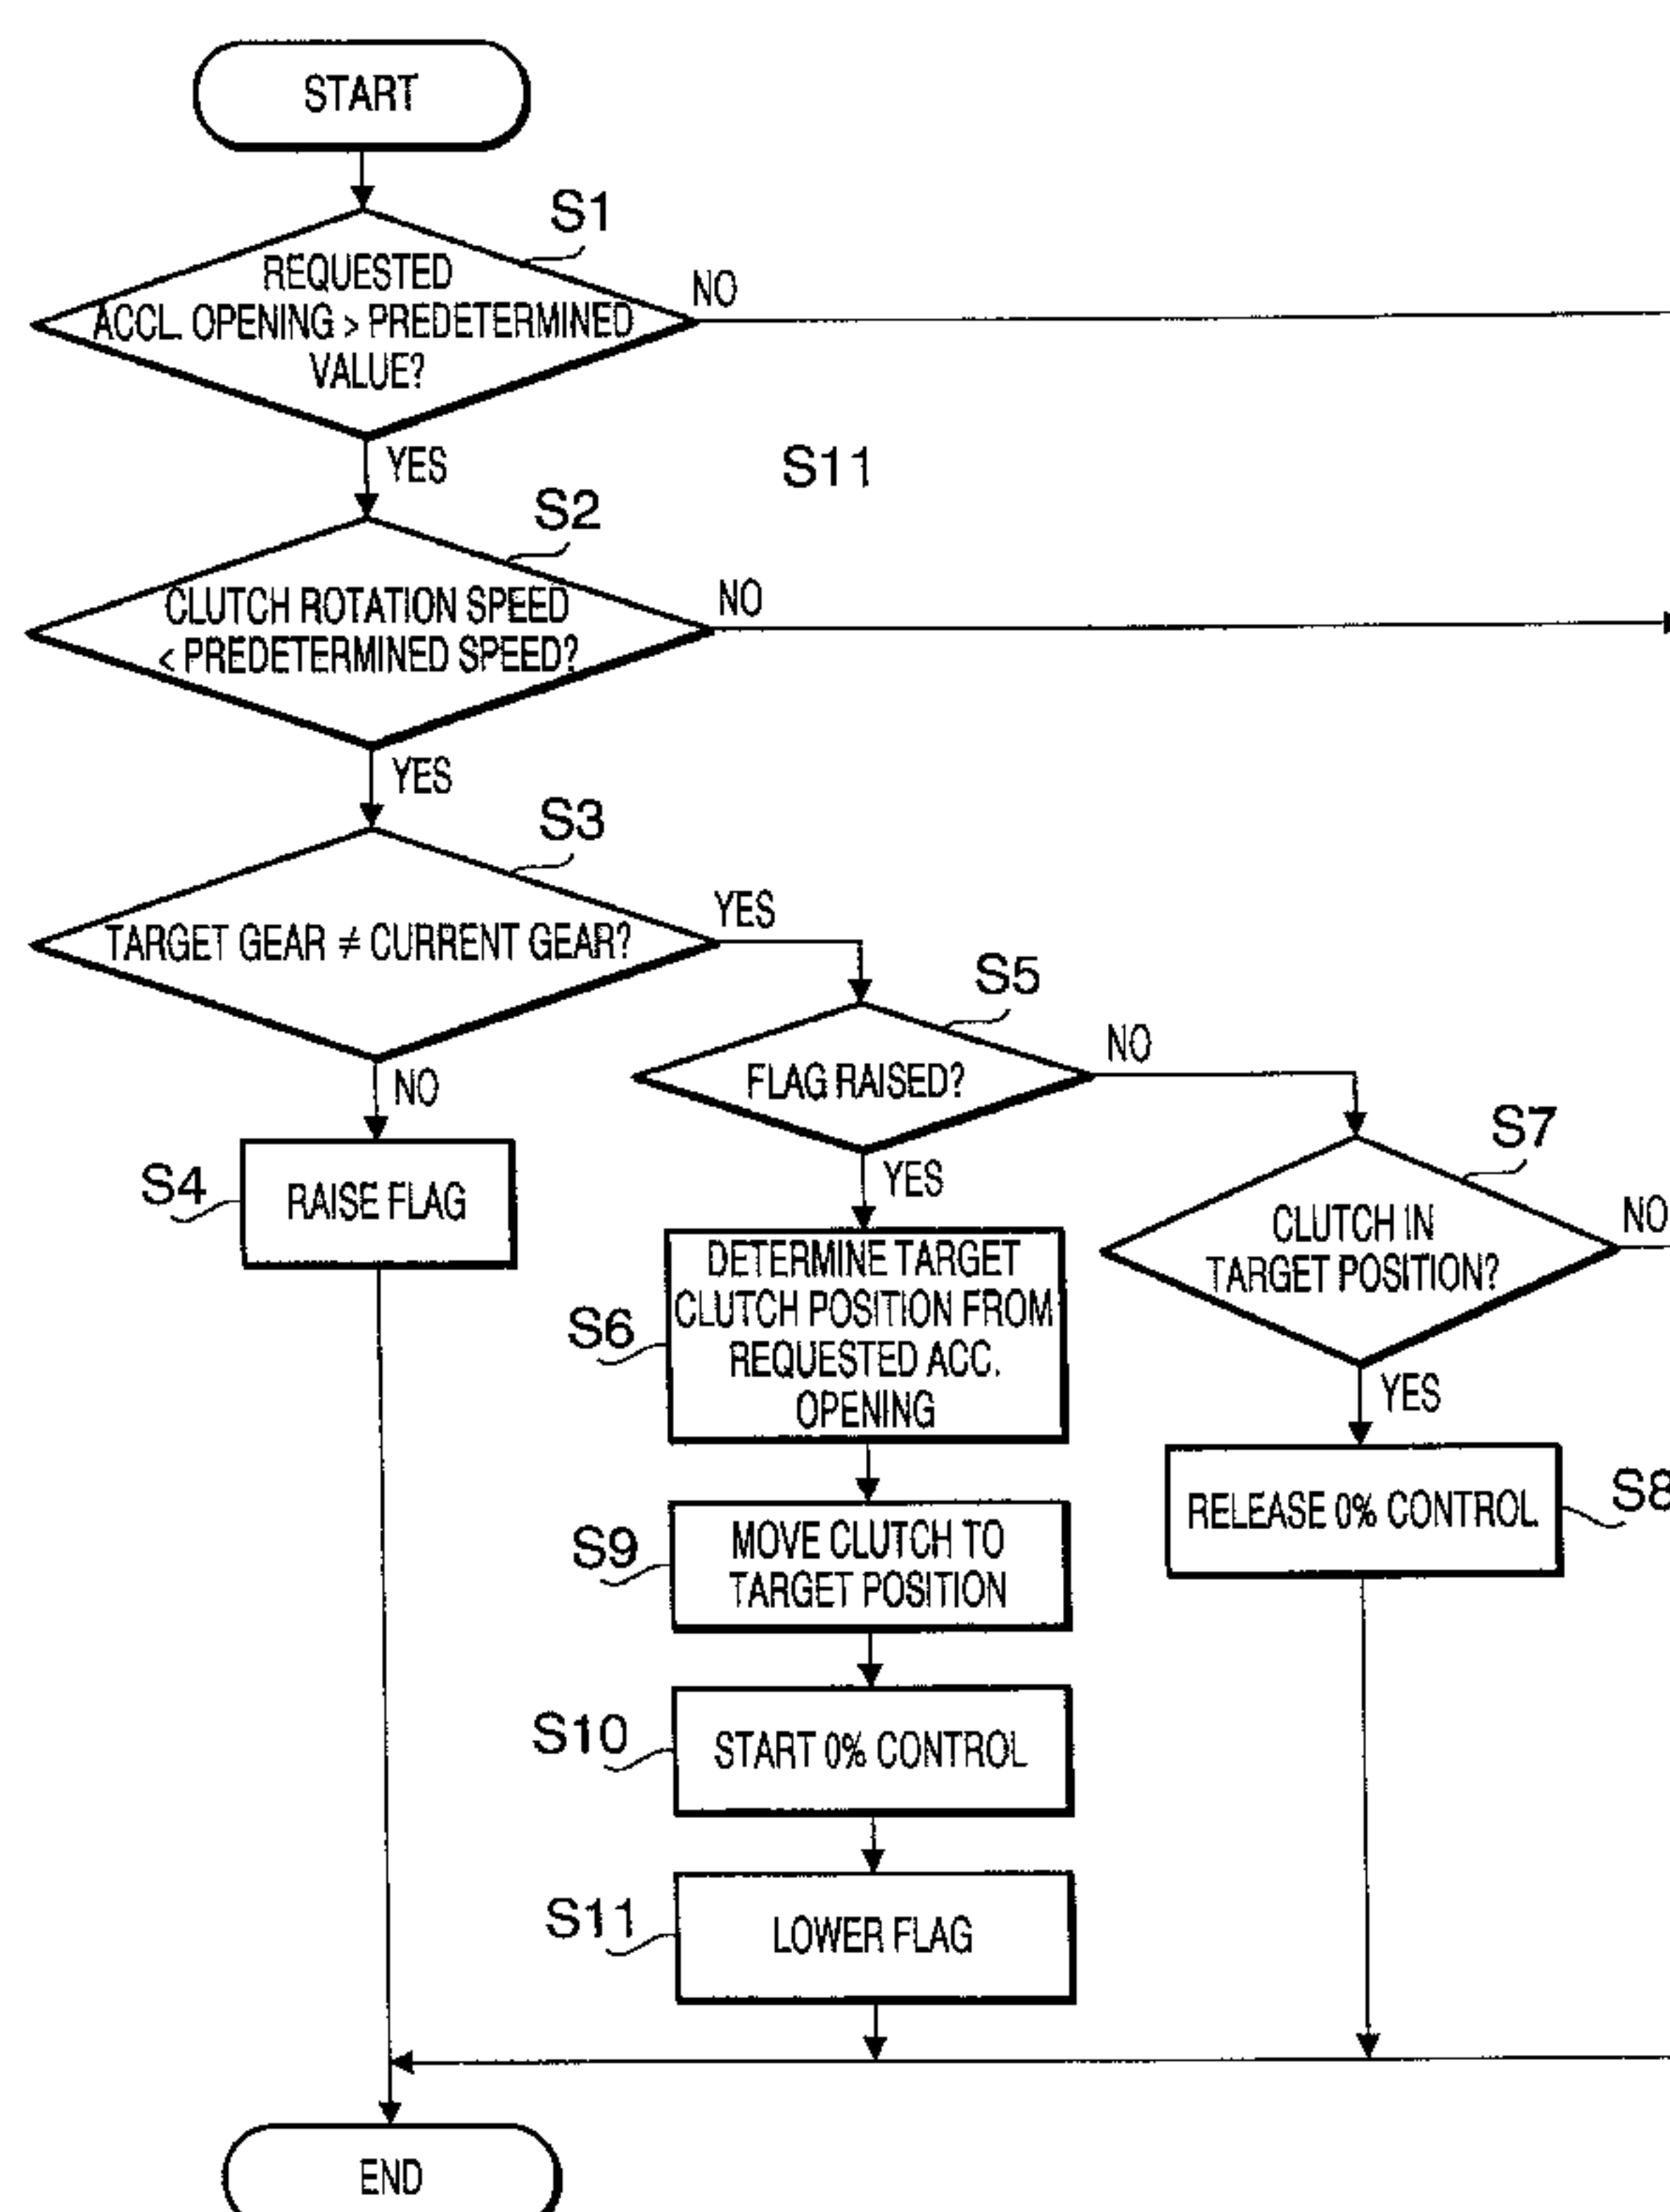 START
S1
REQUESTED
ACCL. OPENING > PREDETERMINED
VALUE?
NO
YES
S11
S2
CLUTCH ROTATION SPEED
< PREDETERMINED SPEED?
NO
YES
S3
TARGET GEAR ≠ CURRENT GEAR?
YES
NO
S4
RAISE FLAG
S5
FLAG RAISED?
NO
YES
S7
CLUTCH IN
TARGET POSITION?
NO
YES
S6
DETERMINE TARGET
CLUTCH POSITION FROM
REQUESTED ACC.
OPENING
S8
RELEASE 0% CONTROL
S9
MOVE CLUTCH TO
TARGET POSITION
S10
START 0% CONTROL
S11
LOWER FLAG
END